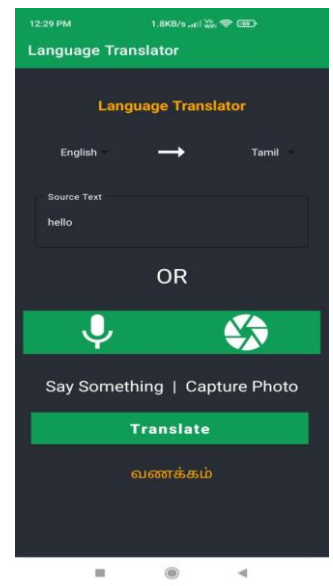 12:29 PM 1.8KB/s
Language Translator
Language Translator
English Tamil
Source Text
hello
OR
Say Something | Capture Photo
Translate
வணக்கம்